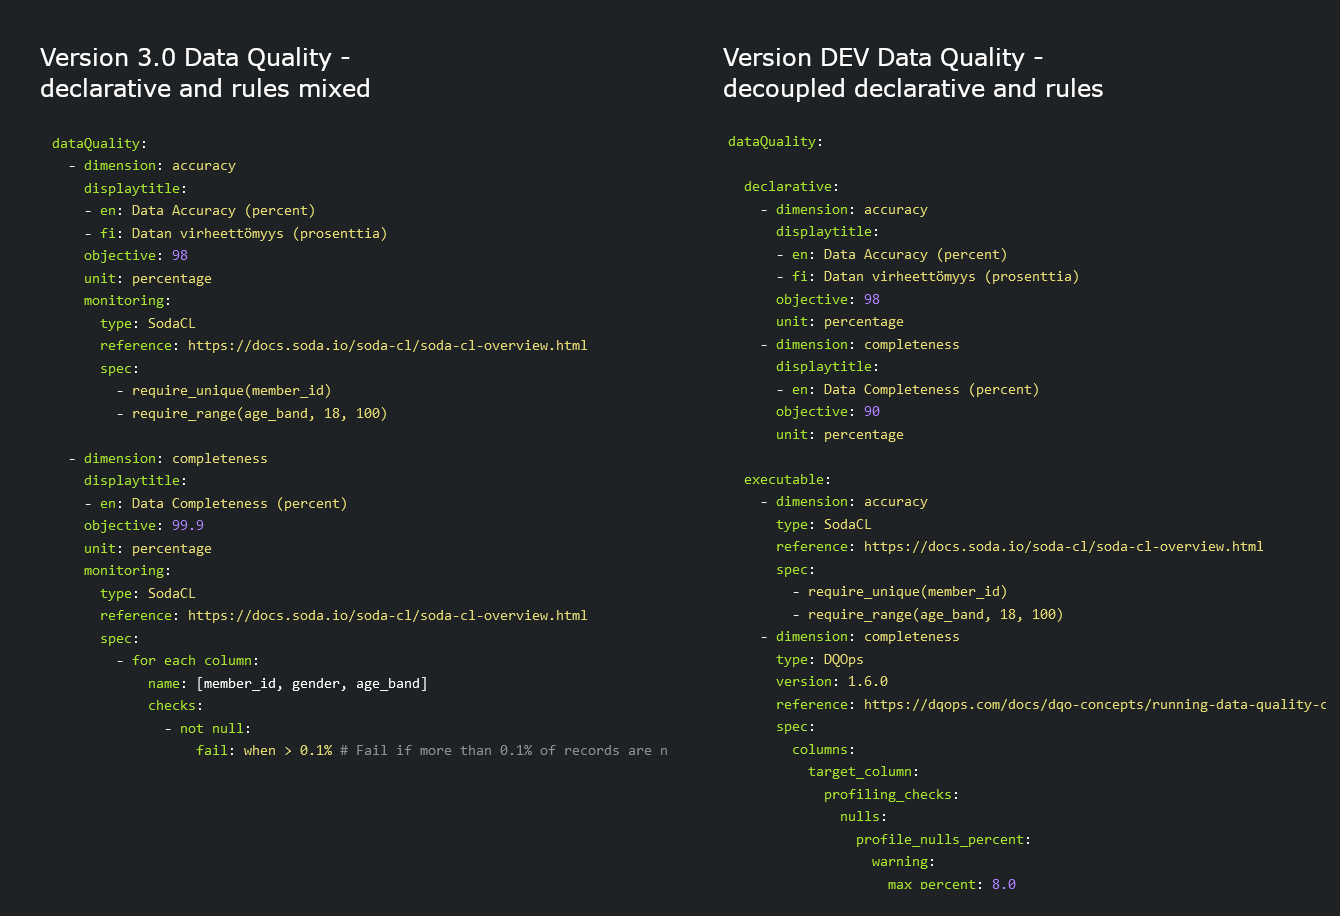 Version 3.0 Data Quality -
declarative and rules mixed
dataQuality:
  - dimension: accuracy
    displaytitle:
    - en: Data Accuracy (percent)
    - fi: Datan virheettömyys (prosenttia)
    objective: 98
    unit: percentage
    monitoring:
      type: SodaCL
      reference: https://docs.soda.io/soda-cl/soda-cl-overview.html
      spec:
        - require_unique(member_id)
        - require_range(age_band, 18, 100)
  - dimension: completeness
    displaytitle:
    - en: Data Completeness (percent)
    objective: 99.9
    unit: percentage
    monitoring:
      type: SodaCL
      reference: https://docs.soda.io/soda-cl/soda-cl-overview.html
      spec:
        - for each column:
            name: [member_id, gender, age_band]
            checks:
              - not null:
                  fail: when > 0.1% # Fail if more than 0.1% of records are n
Version DEV Data Quality -
decoupled declarative and rules
dataQuality:
  declarative:
    - dimension: accuracy
      displaytitle:
      - en: Data Accuracy (percent)
      - fi: Datan virheettömyys (prosenttia)
      objective: 98
      unit: percentage
    - dimension: completeness
      displaytitle:
      - en: Data Completeness (percent)
      objective: 90
      unit: percentage
  executable:
    - dimension: accuracy
      type: SodaCL
      reference: https://docs.soda.io/soda-cl/soda-cl-overview.html
      spec:
        - require_unique(member_id)
        - require_range(age_band, 18, 100)
    - dimension: completeness
      type: DQOps
      version: 1.6.0
      reference: https://dqops.com/docs/dqo-concepts/running-data-quality-c
      spec:
        columns:
          target_column:
            profiling_checks:
              nulls:
                profile_nulls_percent:
                  warning:
                    max_percent: 8.0